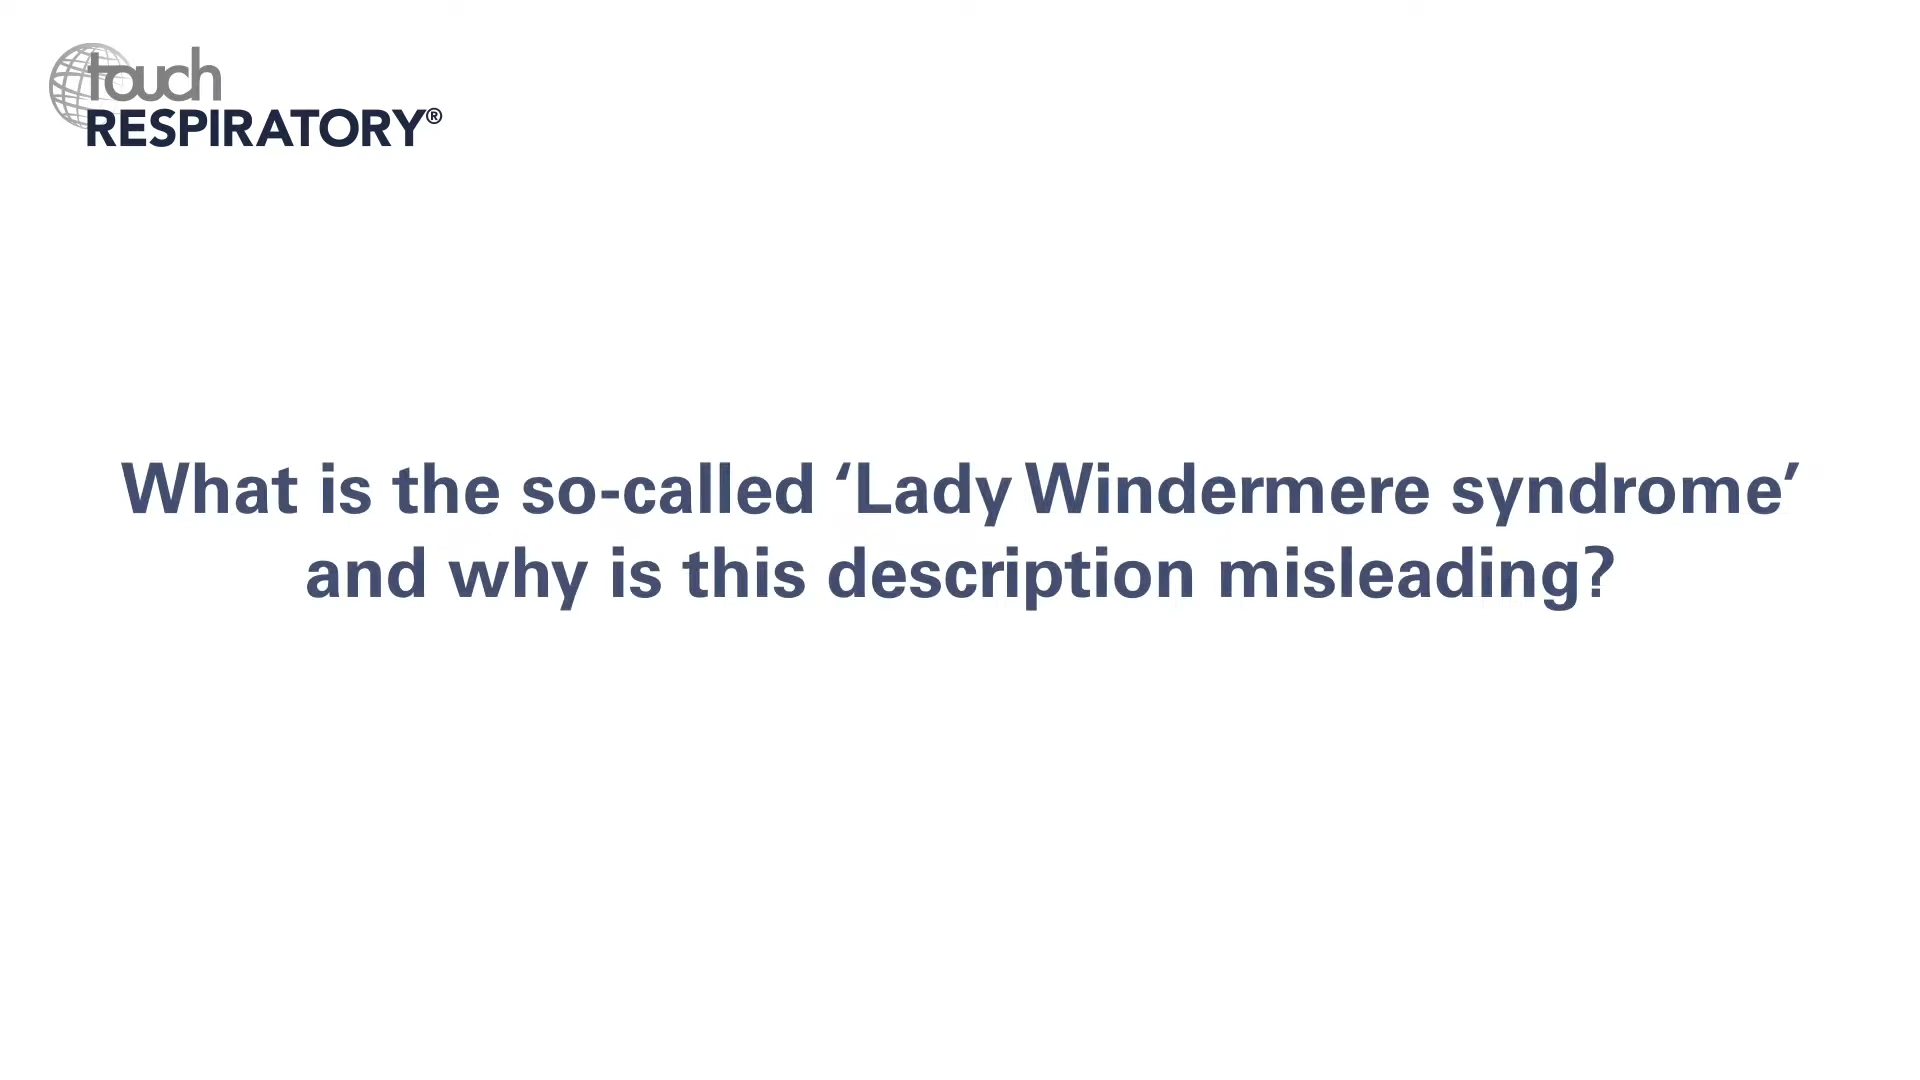 touch
RESPIRATORY®
What is the so-called ‘Lady Windermere syndrome’
and why is this description misleading?